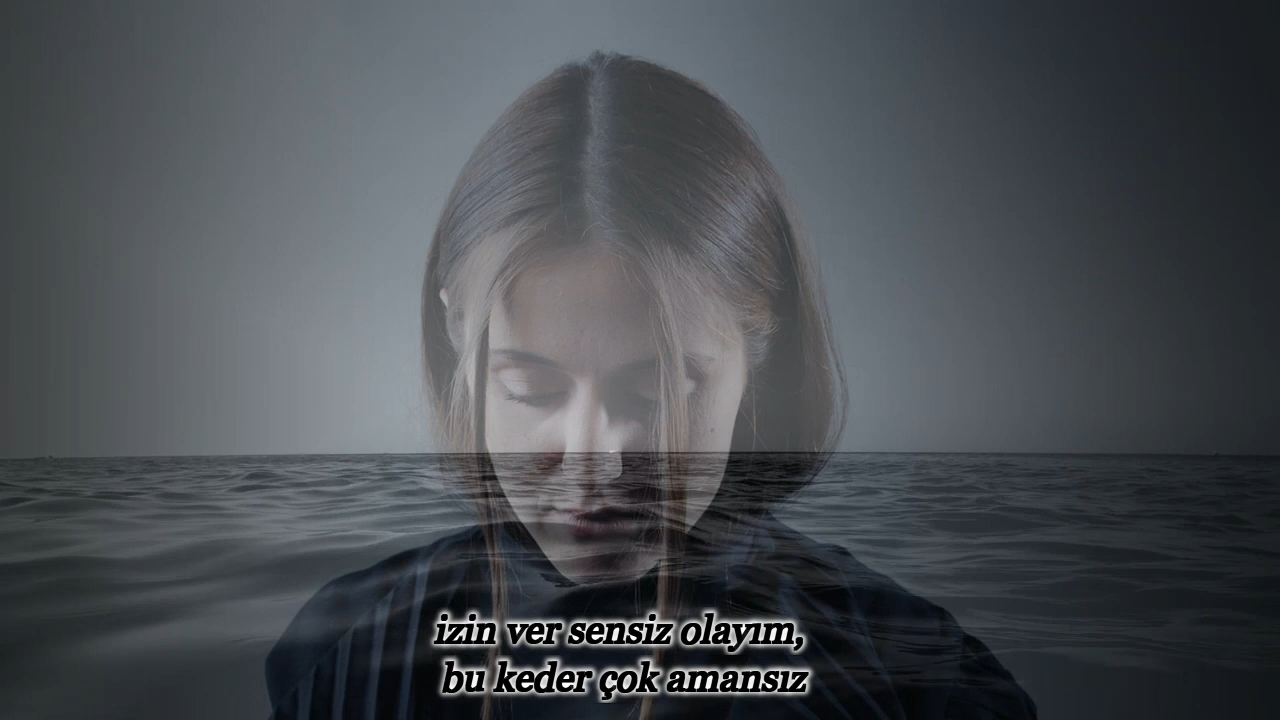 izin ver sensiz olayım,
bu keder çok amansız